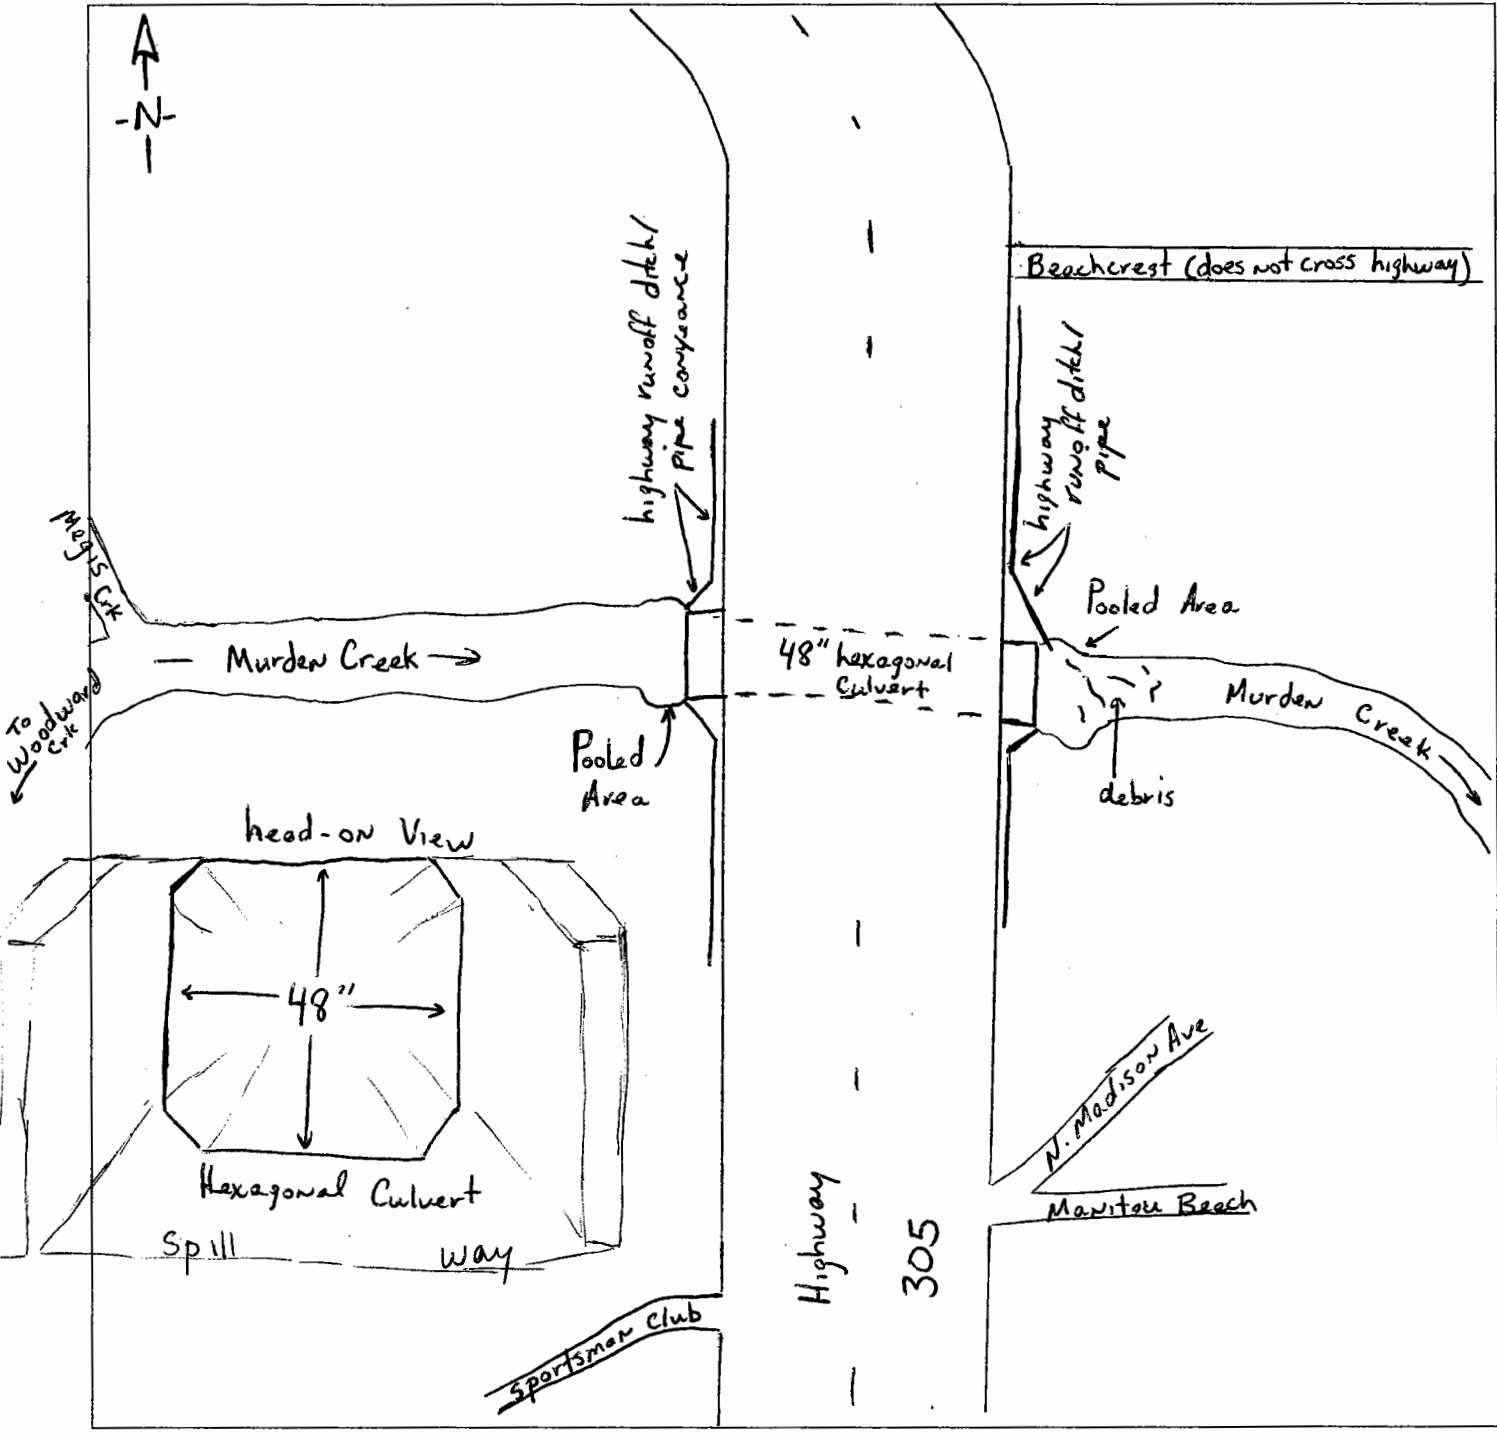 -N-
highway runoff ditch/
pipe conveyance
Beachcrest (does not cross highway)
highway
runoff ditch/
pipe
Megis Crk
Murden Creek
48" hexagonal
Culvert
Pooled Area
Murden Creek
To
Woodward
Crk
Pooled
Area
debris
head-on View
48"
Hexagonal Culvert
Spill way
N. Madison Ave
Manitou Beach
Highway
305
Sportsman Club